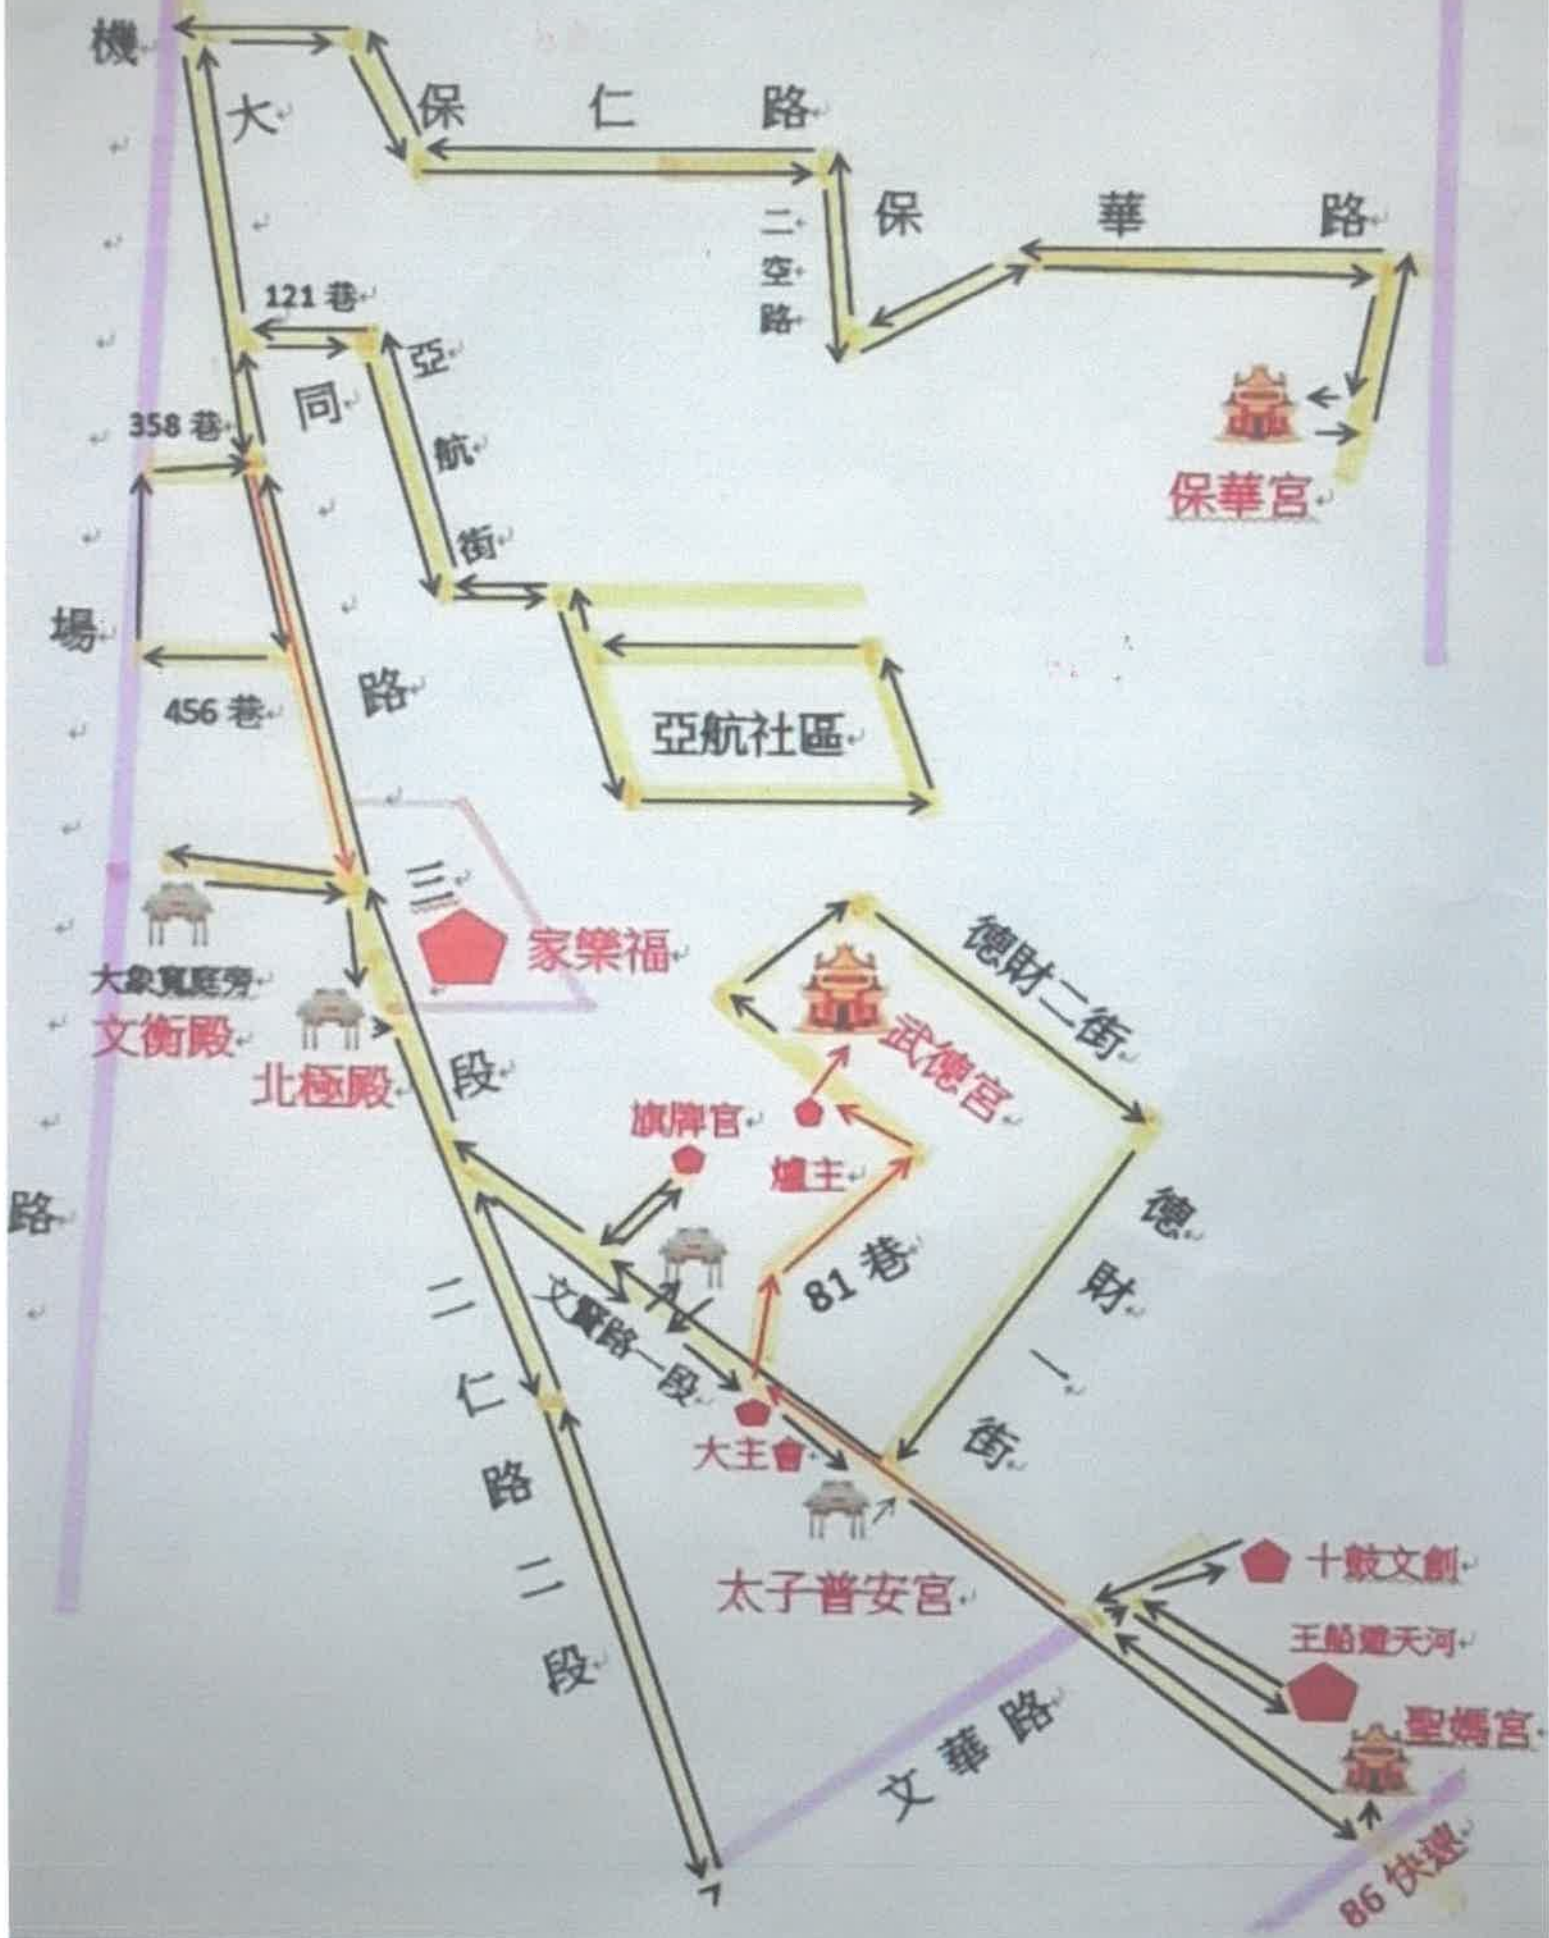 機場路
大同路三段
保仁路
二空路
保華路
121巷
亞航街
358巷
保華宮
456巷
亞航社區
家樂福
大象寬庭旁
文衡殿
北極殿
德財二街
武德宮
旗牌官
爐主
81巷
德財一街
文賢路一段
二仁路二段
大主會
太子普安宮
十鼓文創
王船遊天河
聖媽宮
文華路
86快速